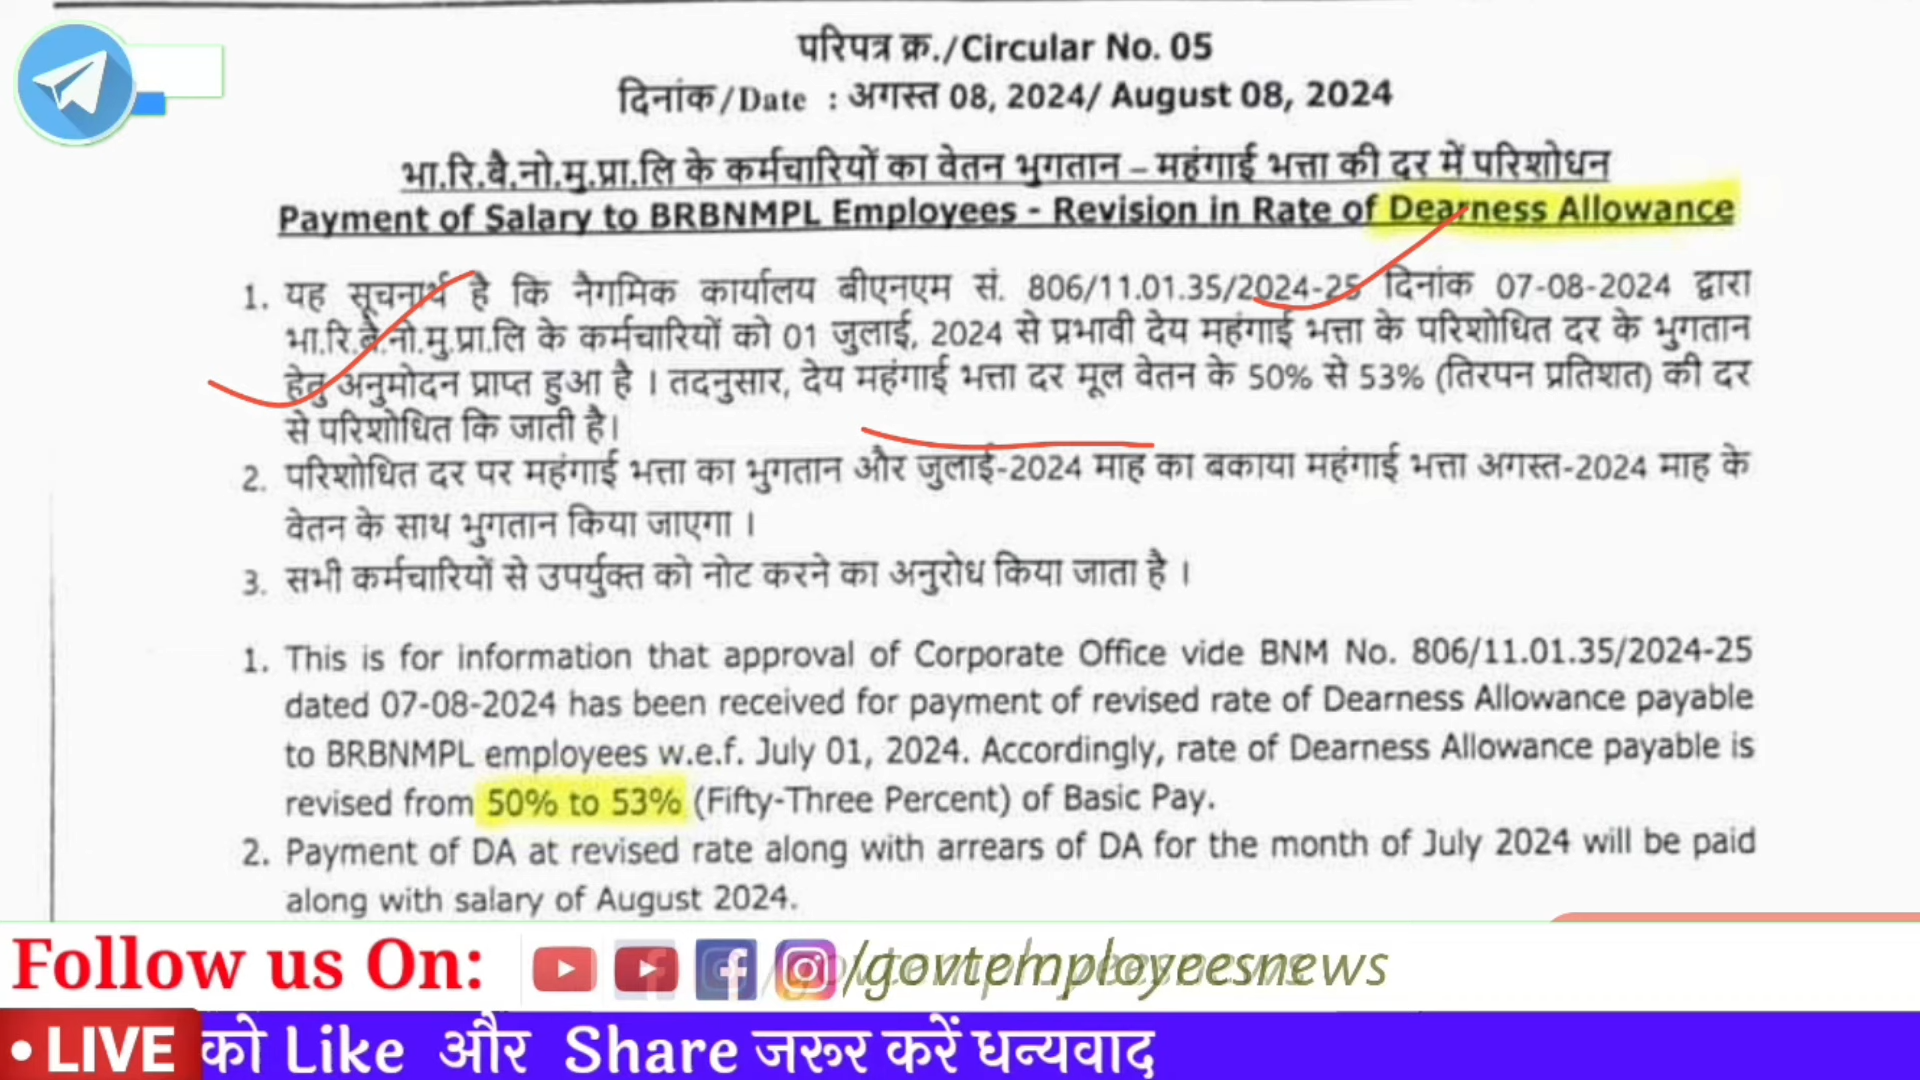 परिपत्र क्र./Circular No. 05
दिनांक/Date : अगस्त 08, 2024/ August 08, 2024
भा.रि.बै.नो.मु.प्रा.लि के कर्मचारियों का वेतन भुगतान – महंगाई भत्ता की दर में परिशोधन
Payment of Salary to BRBNMPL Employees - Revision in Rate of Dearness Allowance
1. यह सूचनार्थ है कि नैगमिक कार्यालय बीएनएम सं. 806/11.01.35/2024-25 दिनांक 07-08-2024 द्वारा
भा.रि.बै.नो.मु.प्रा.लि के कर्मचारियों को 01 जुलाई, 2024 से प्रभावी देय महंगाई भत्ता के परिशोधित दर के भुगतान
हेतु अनुमोदन प्राप्त हुआ है । तदनुसार, देय महंगाई भत्ता दर मूल वेतन के 50% से 53% (तिरपन प्रतिशत) की दर
से परिशोधित कि जाती है।
2. परिशोधित दर पर महंगाई भत्ता का भुगतान और जुलाई-2024 माह का बकाया महंगाई भत्ता अगस्त-2024 माह के
वेतन के साथ भुगतान किया जाएगा ।
3. सभी कर्मचारियों से उपर्युक्त को नोट करने का अनुरोध किया जाता है ।
1. This is for information that approval of Corporate Office vide BNM No. 806/11.01.35/2024-25
dated 07-08-2024 has been received for payment of revised rate of Dearness Allowance payable
to BRBNMPL employees w.e.f. July 01, 2024. Accordingly, rate of Dearness Allowance payable is
revised from 50% to 53% (Fifty-Three Percent) of Basic Pay.
2. Payment of DA at revised rate along with arrears of DA for the month of July 2024 will be paid
along with salary of August 2024.
Follow us On: /govtemployeesnews
• LIVE को Like और Share जरूर करें धन्यवाद